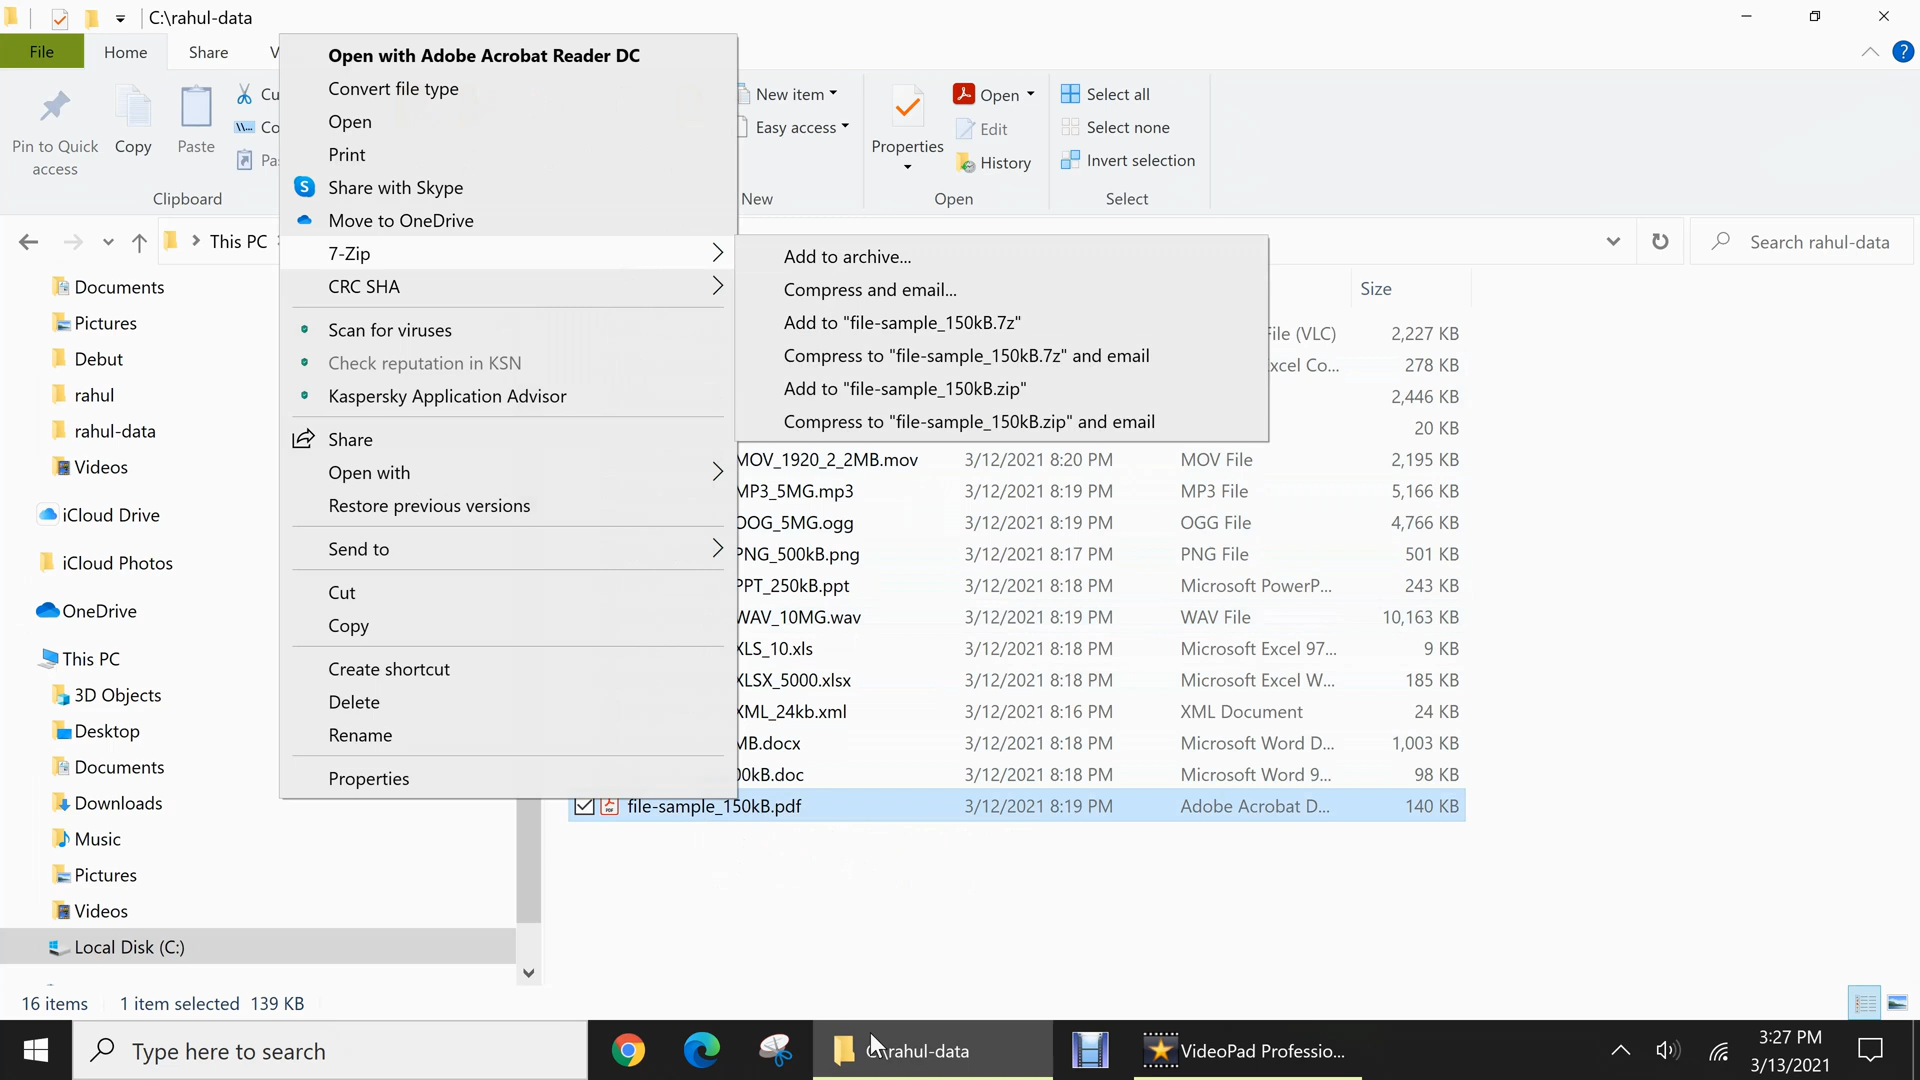 C:\rahul-data
File
Home
Share
V
Pin to Quick access
Copy
Paste
Cu
Co
Pas
Clipboard
New item
Easy access
New
Properties
Open
Edit
History
Open
Select all
Select none
Invert selection
Select
This PC
Search rahul-data
Open with Adobe Acrobat Reader DC
Convert file type
Open
Print
Share with Skype
Move to OneDrive
7-Zip
CRC SHA
Scan for viruses
Check reputation in KSN
Kaspersky Application Advisor
Share
Open with
Restore previous versions
Send to
Cut
Copy
Create shortcut
Delete
Rename
Properties
Add to archive...
Compress and email...
Add to "file-sample_150kB.7z"
Compress to "file-sample_150kB.7z" and email
Add to "file-sample_150kB.zip"
Compress to "file-sample_150kB.zip" and email
Documents
Pictures
Debut
rahul
rahul-data
Videos
iCloud Drive
iCloud Photos
OneDrive
This PC
3D Objects
Desktop
Documents
Downloads
Music
Pictures
Videos
Local Disk (C:)
Size
File (VLC) 2,227 KB
xcel Co... 278 KB
2,446 KB
20 KB
MOV_1920_2_2MB.mov 3/12/2021 8:20 PM MOV File 2,195 KB
MP3_5MG.mp3 3/12/2021 8:19 PM MP3 File 5,166 KB
OOG_5MG.ogg 3/12/2021 8:19 PM OGG File 4,766 KB
PNG_500kB.png 3/12/2021 8:17 PM PNG File 501 KB
PPT_250kB.ppt 3/12/2021 8:18 PM Microsoft PowerP... 243 KB
WAV_10MG.wav 3/12/2021 8:19 PM WAV File 10,163 KB
XLS_10.xls 3/12/2021 8:18 PM Microsoft Excel 97... 9 KB
XLSX_5000.xlsx 3/12/2021 8:18 PM Microsoft Excel W... 185 KB
XML_24kb.xml 3/12/2021 8:16 PM XML Document 24 KB
MB.docx 3/12/2021 8:18 PM Microsoft Word D... 1,003 KB
00kB.doc 3/12/2021 8:18 PM Microsoft Word 9... 98 KB
file-sample_150kB.pdf 3/12/2021 8:19 PM Adobe Acrobat D... 140 KB
16 items 1 item selected 139 KB
Type here to search
rahul-data
VideoPad Professio...
3:27 PM
3/13/2021